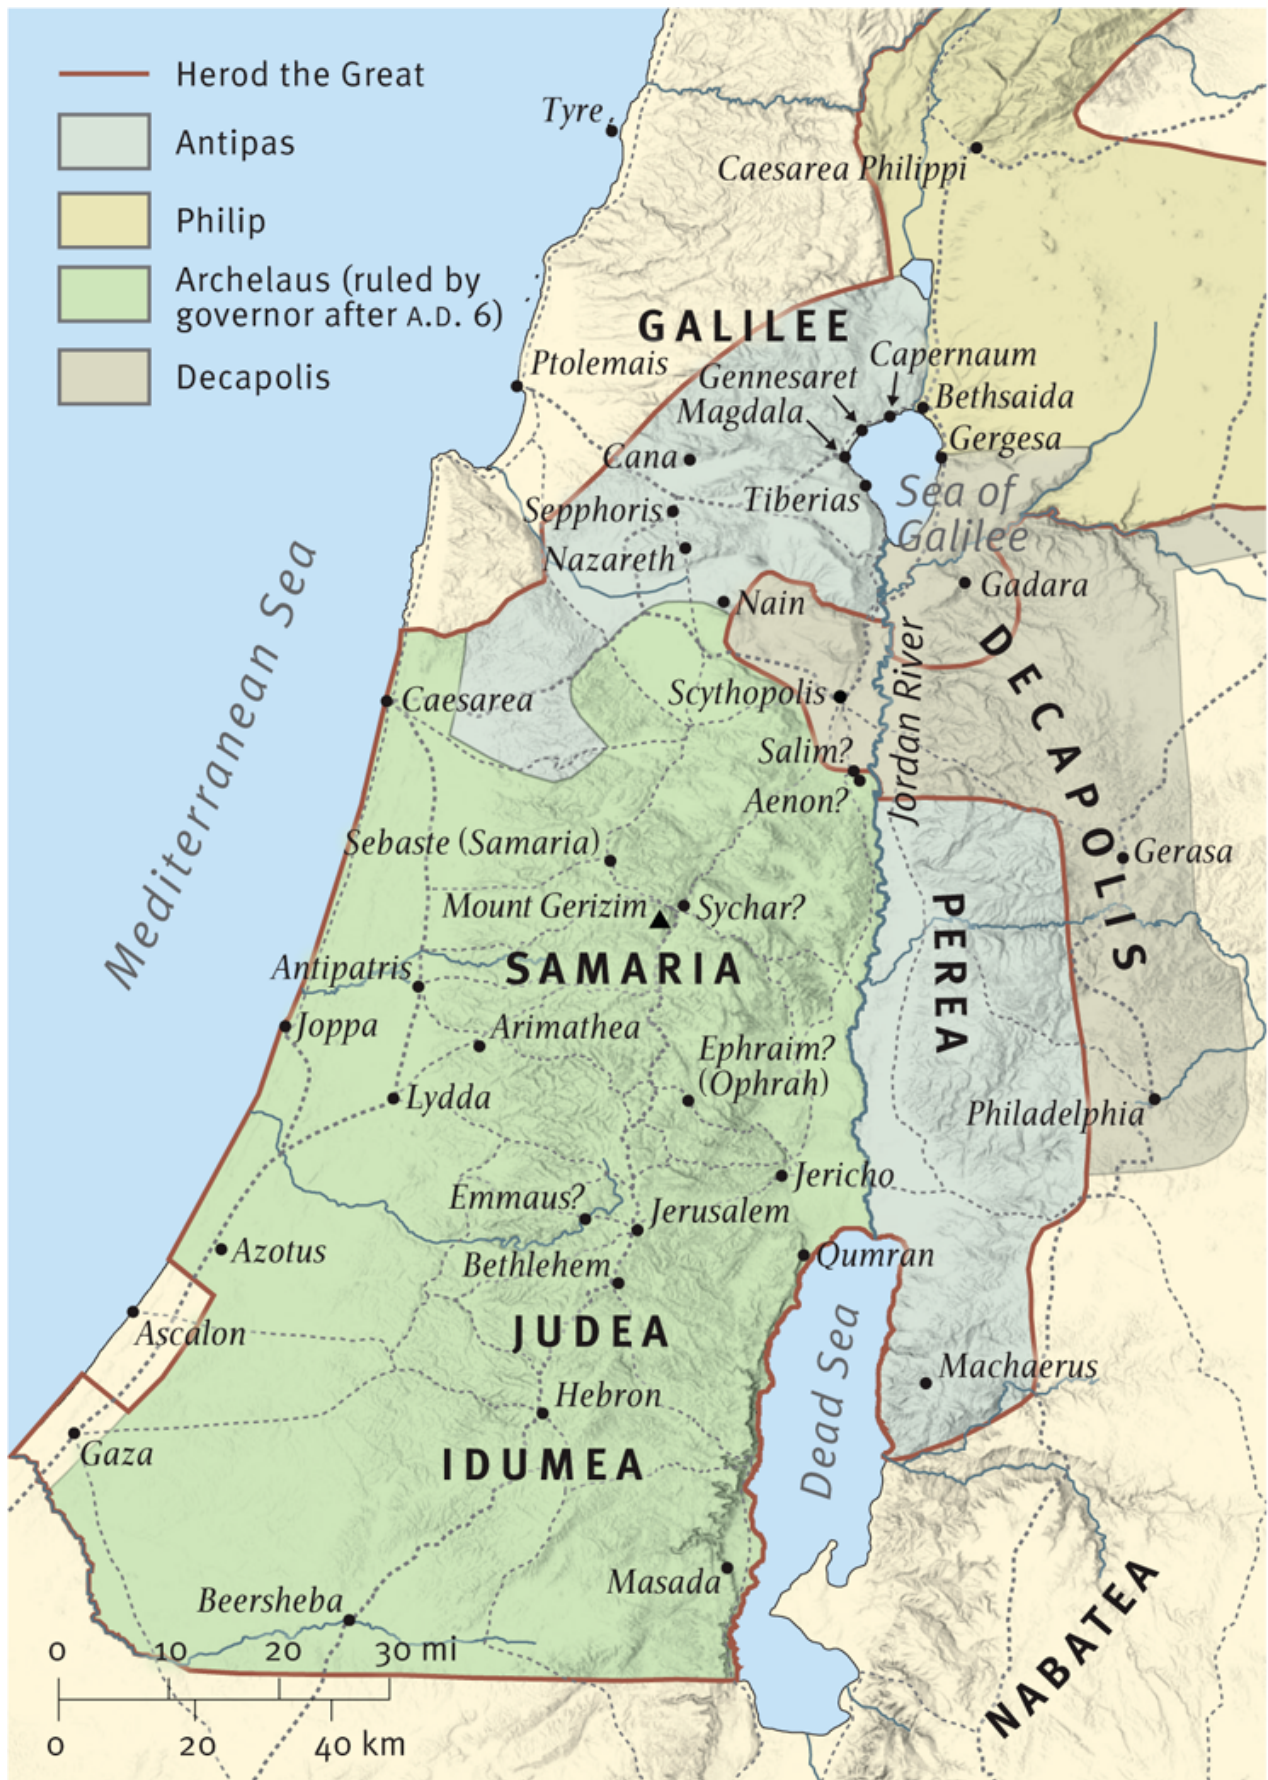 Herod the Great
Antipas
Philip
Archelaus (ruled by
governor after A.D. 6)
Decapolis
Tyre
Caesarea Philippi
GALILEE
Ptolemais
Capernaum
Gennesaret
Magdala
Bethsaida
Gergesa
Cana
Sepphoris
Tiberias
Sea of
Galilee
Nazareth
Nain
Gadara
DECAPOLIS
Mediterranean Sea
Caesarea
Scythopolis
Jordan River
Salim?
Aenon?
Sebaste (Samaria)
Gerasa
Mount Gerizim
Sychar?
PEREA
SAMARIA
Antipatris
Joppa
Arimathea
Ephraim?
(Ophrah)
Lydda
Philadelphia
Jericho
Emmaus?
Jerusalem
Azotus
Bethlehem
Qumran
Ascalon
JUDEA
Dead Sea
Machaerus
Hebron
Gaza
IDUMEA
Masada
Beersheba
NABATEA
0 10 20 30 mi
0 20 40 km